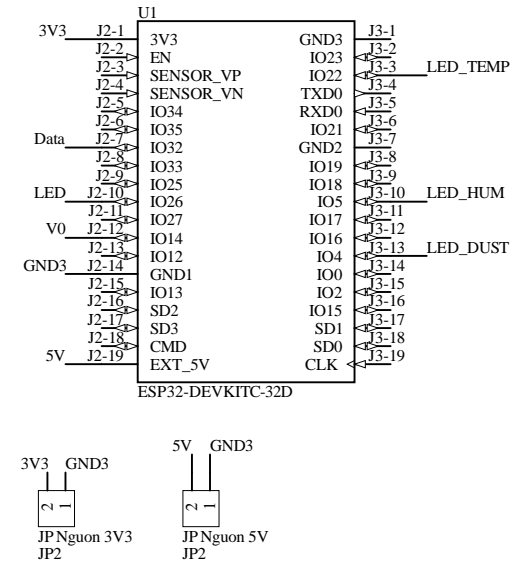 U1
3V3 J2-1 3V3 GND3 J3-1
J2-2 EN IO23 J3-2
J2-3 SENSOR_VP IO22 J3-3 LED_TEMP
J2-4 SENSOR_VN TXD0 J3-4
J2-5 IO34 RXD0 J3-5
J2-6 IO35 IO21 J3-6
Data J2-7 IO32 GND2 J3-7
J2-8 IO33 IO19 J3-8
J2-9 IO25 IO18 J3-9
LED J2-10 IO26 IO5 J3-10 LED_HUM
J2-11 IO27 IO17 J3-11
V0 J2-12 IO14 IO16 J3-12
J2-13 IO12 IO4 J3-13 LED_DUST
GND3 J2-14 GND1 IO0 J3-14
J2-15 IO13 IO2 J3-15
J2-16 SD2 IO15 J3-16
J2-17 SD3 SD1 J3-17
J2-18 CMD SD0 J3-18
5V J2-19 EXT_5V CLK J3-19
ESP32-DEVKITC-32D
3V3 GND3
2 1
JP Nguon 3V3
JP2
5V GND3
2 1
JP Nguon 5V
JP2